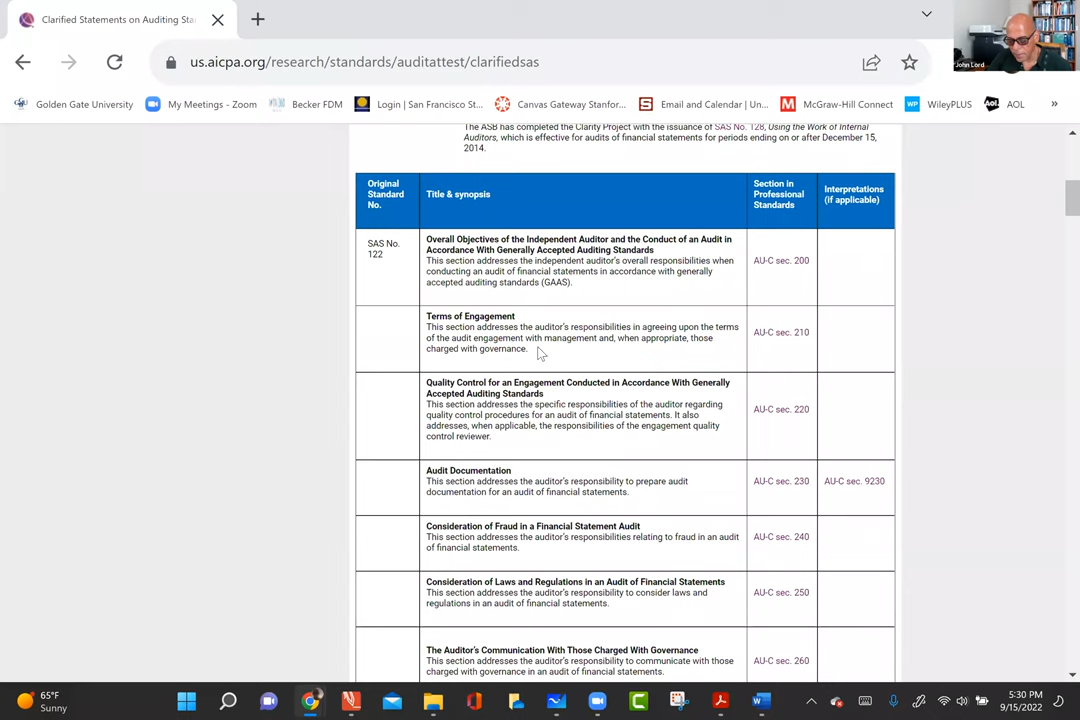 Clarified Statements on Auditing Sta
us.aicpa.org/research/standards/auditattest/clarifiedsas
John Lord
Golden Gate University
My Meetings - Zoom
Becker FDM
Login | San Francisco St...
Canvas Gateway Stanfor...
Email and Calendar | Un...
McGraw-Hill Connect
WileyPLUS
AOL
The ASB has completed the Clarity Project with the issuance of SAS No. 128, Using the Work of Internal
Auditors, which is effective for audits of financial statements for periods ending on or after December 15,
2014.
Original
Standard
No.
Title & synopsis
Section in
Professional
Standards
Interpretations
(if applicable)
SAS No.
122
Overall Objectives of the Independent Auditor and the Conduct of an Audit in
Accordance With Generally Accepted Auditing Standards
This section addresses the independent auditor's overall responsibilities when
conducting an audit of financial statements in accordance with generally
accepted auditing standards (GAAS).
AU-C sec. 200
Terms of Engagement
This section addresses the auditor's responsibilities in agreeing upon the terms
of the audit engagement with management and, when appropriate, those
charged with governance.
AU-C sec. 210
Quality Control for an Engagement Conducted in Accordance With Generally
Accepted Auditing Standards
This section addresses the specific responsibilities of the auditor regarding
quality control procedures for an audit of financial statements. It also
addresses, when applicable, the responsibilities of the engagement quality
control reviewer.
AU-C sec. 220
Audit Documentation
This section addresses the auditor's responsibility to prepare audit
documentation for an audit of financial statements.
AU-C sec. 230
AU-C sec. 9230
Consideration of Fraud in a Financial Statement Audit
This section addresses the auditor's responsibilities relating to fraud in an audit
of financial statements.
AU-C sec. 240
Consideration of Laws and Regulations in an Audit of Financial Statements
This section addresses the auditor's responsibility to consider laws and
regulations in an audit of financial statements.
AU-C sec. 250
The Auditor's Communication With Those Charged With Governance
This section addresses the auditor's responsibility to communicate with those
charged with governance in an audit of financial statements.
AU-C sec. 260
65°F
Sunny
5:30 PM
9/15/2022